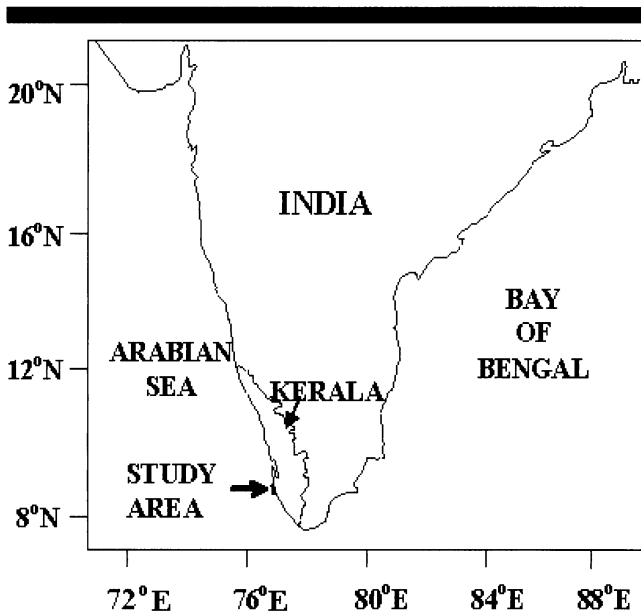 20°N
INDIA
16°N
BAY
OF
BENGAL
ARABIAN
SEA
12°N
KERALA
STUDY
AREA
8°N
72°E 76°E 80°E 84°E 88°E